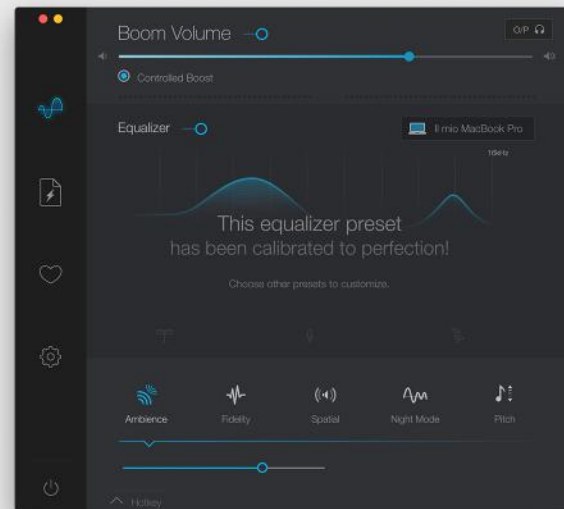 Boom Volume
O/P
Controlled Boost
Equalizer
Il mio MacBook Pro
16kHz
This equalizer preset
has been calibrated to perfection!
Choose other presets to customize.
Ambience
Fidelity
Spatial
Night Mode
Pitch
Hotkey